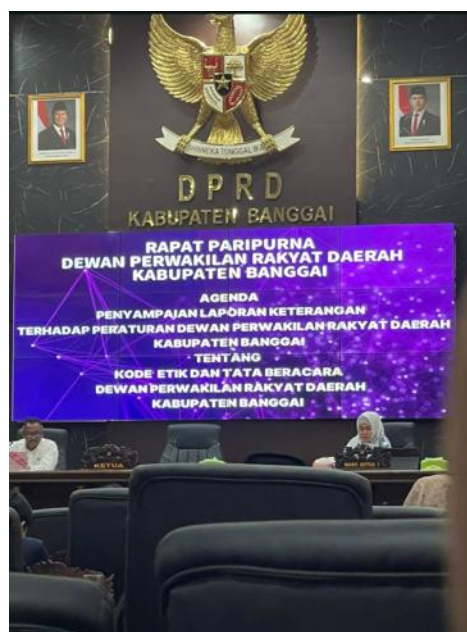 BHINNEKA TUNGGAL IKA
DPRD
KABUPATEN BANGGAI
RAPAT PARIPURNA
DEWAN PERWAKILAN RAKYAT DAERAH
KABUPATEN BANGGAI
AGENDA
PENYAMPAIAN LAPORAN KETERANGAN
TERHADAP PERATURAN DEWAN PERWAKILAN RAKYAT DAERAH
KABUPATEN BANGGAI
TENTANG
KODE ETIK DAN TATA BERACARA
DEWAN PERWAKILAN RAKYAT DAERAH
KABUPATEN BANGGAI
KETUA
WAKIL KETUA I